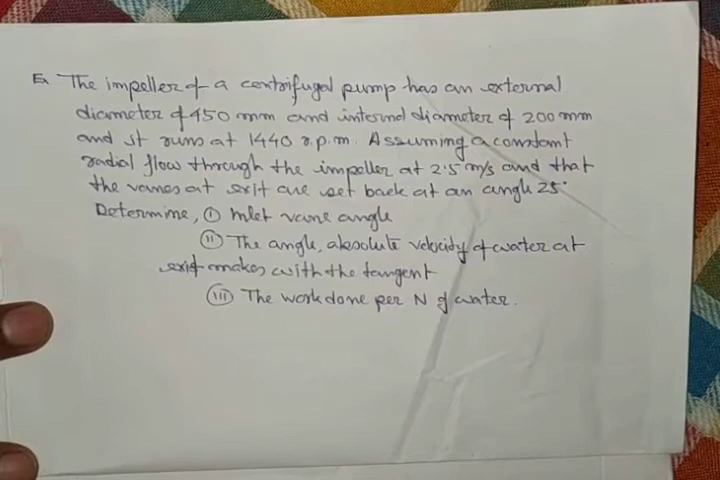 Ex The impeller of a centrifugal pump has an external
diameter of 450 mm and internal diameter of 200 mm
and it runs at 1440 r.p.m. Assuming a constant
radial flow through the impeller at 2.5 m/s and that
the vanes at exit are set back at an angle 25°
Determine, (i) Inlet vane angle
(ii) The angle, absolute velocity of water at
exit makes with the tangent
(iii) The workdone per N of water.